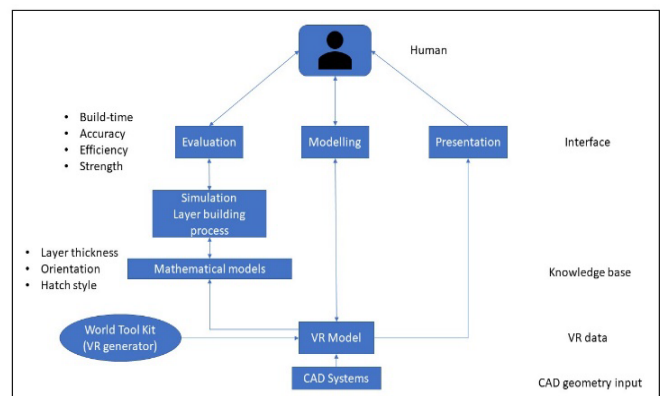 Human
• Build-time
• Accuracy
• Efficiency
• Strength
Evaluation
Modelling
Presentation
Interface
Simulation
Layer building
process
• Layer thickness
• Orientation
• Hatch style
Mathematical models
Knowledge base
World Tool Kit
(VR generator)
VR Model
VR data
CAD Systems
CAD geometry input